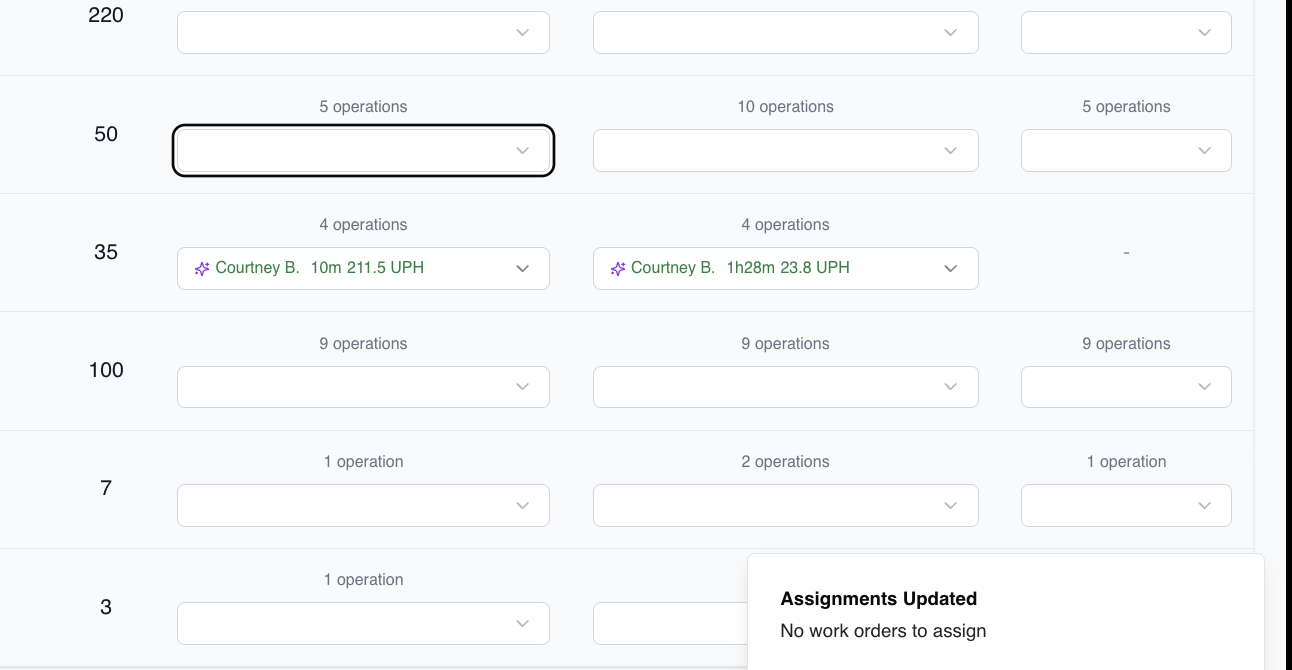 220
5 operations 10 operations 5 operations
50
4 operations 4 operations
35 Courtney B. 10m 211.5 UPH Courtney B. 1h28m 23.8 UPH -
9 operations 9 operations 9 operations
100
1 operation 2 operations 1 operation
7
1 operation
3
Assignments Updated
No work orders to assign